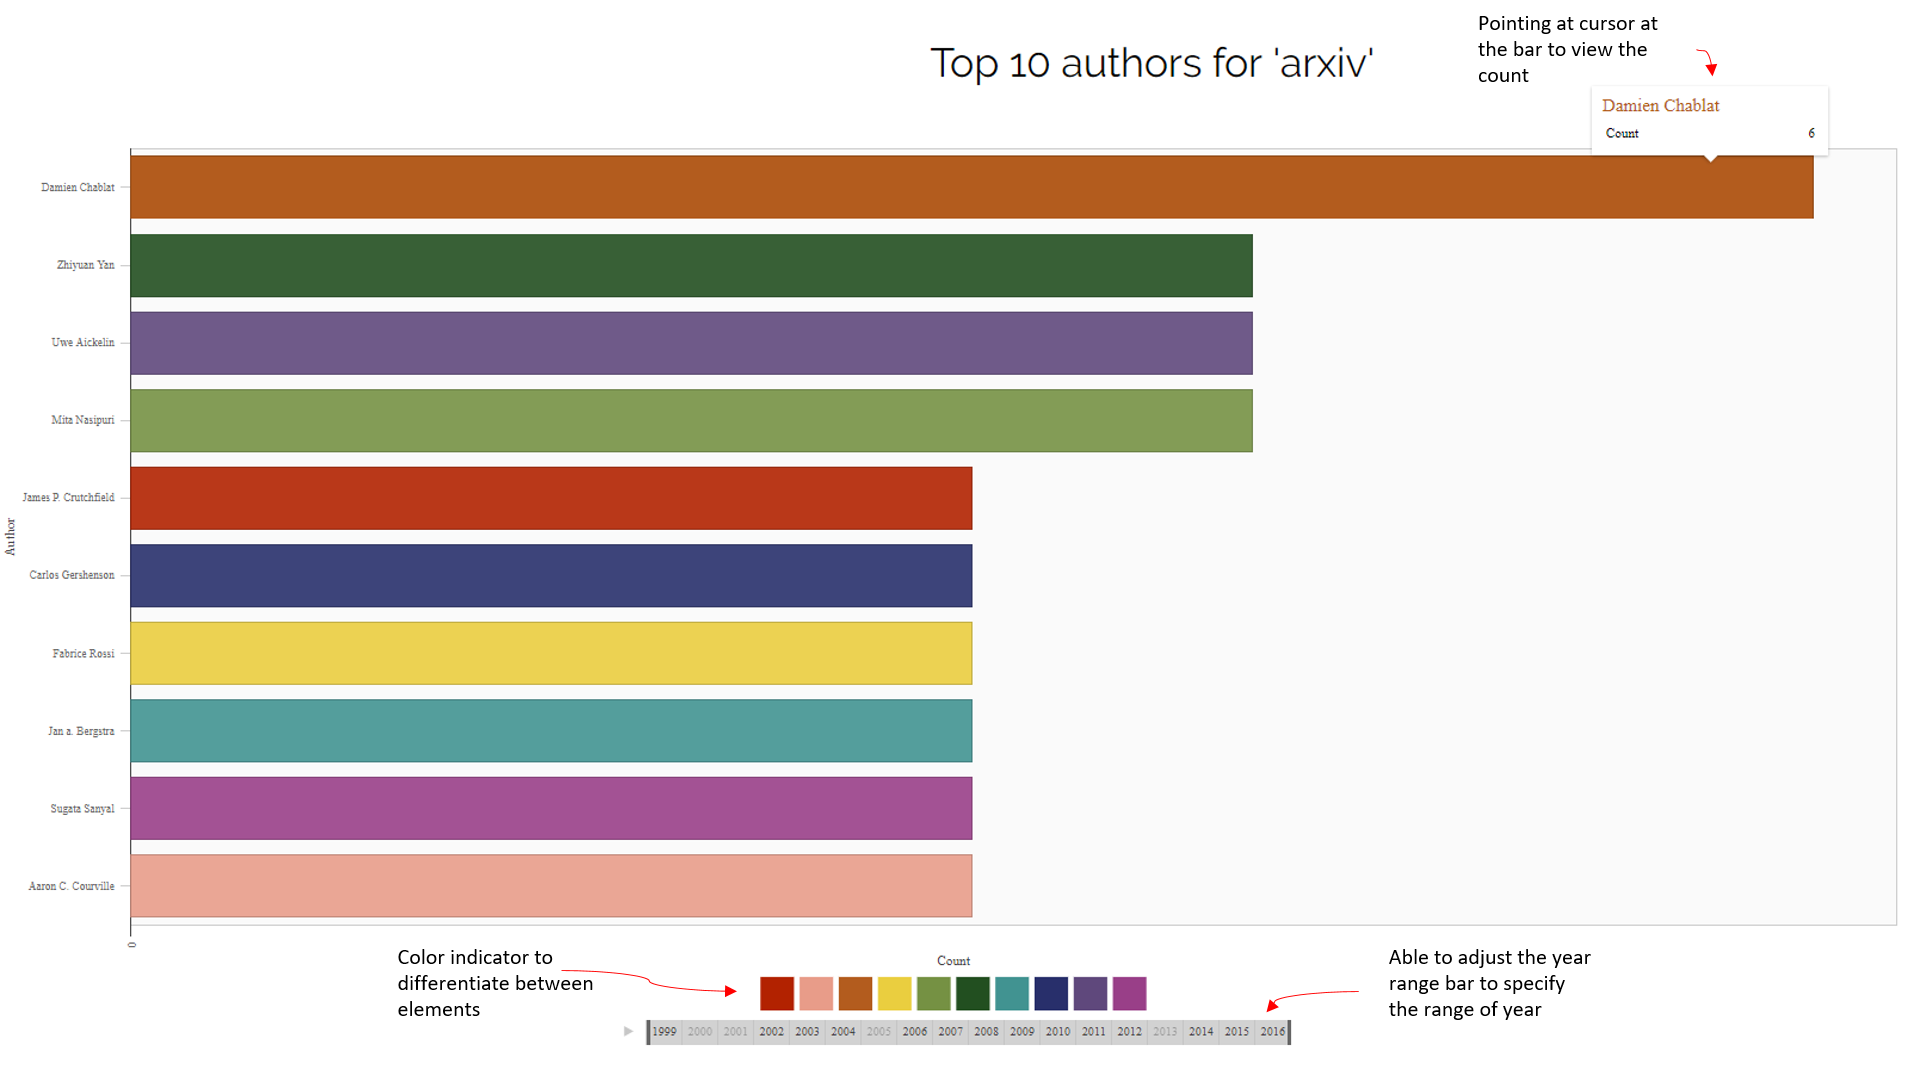 Top 10 authors for 'arxiv'
Pointing at cursor at
the bar to view the
count
Damien Chablat
Count 6
Damien Chablat
Zhiyuan Yan
Uwe Aickelin
Mita Nasipuri
James P. Crutchfield
Carlos Gershenson
Fabrice Rossi
Jan a. Bergstra
Sugata Sanyal
Aaron C. Courville
Author
0
Color indicator to
differentiate between
elements
Count
Able to adjust the year
range bar to specify
the range of year
1999 2000 2001 2002 2003 2004 2005 2006 2007 2008 2009 2010 2011 2012 2013 2014 2015 2016